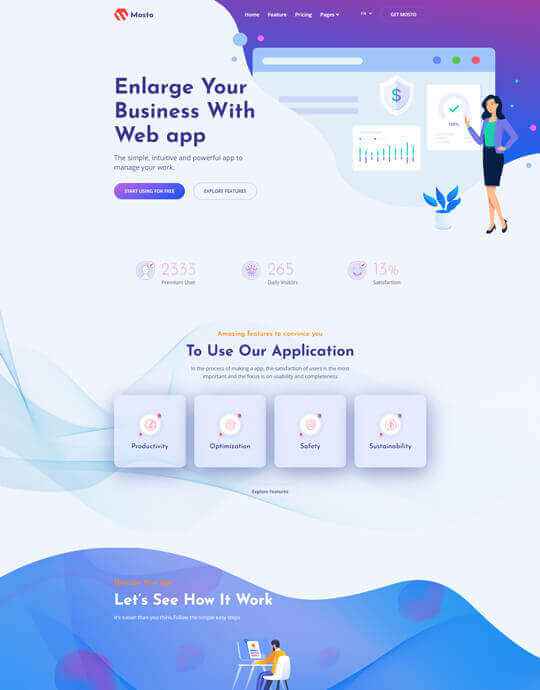 Mosto
Home Feature Pricing Pages EN GET MOSTO
Enlarge Your
Business With
Web app
The simple, intuitive and powerful app to
manage your work.
START USING FOR FREE EXPLORE FEATURES
$
100%
2333 265 13%
Premium User Daily Visitors Satisfaction
Amazing features to convince you
To Use Our Application
In the process of making a app, the satisfaction of users is the most
important and the focus is on usability and completeness.
Productivity Optimization Safety Sustainability
Explore Features
Let's See How It Work
It's easier than you think.Follow the simple easy steps